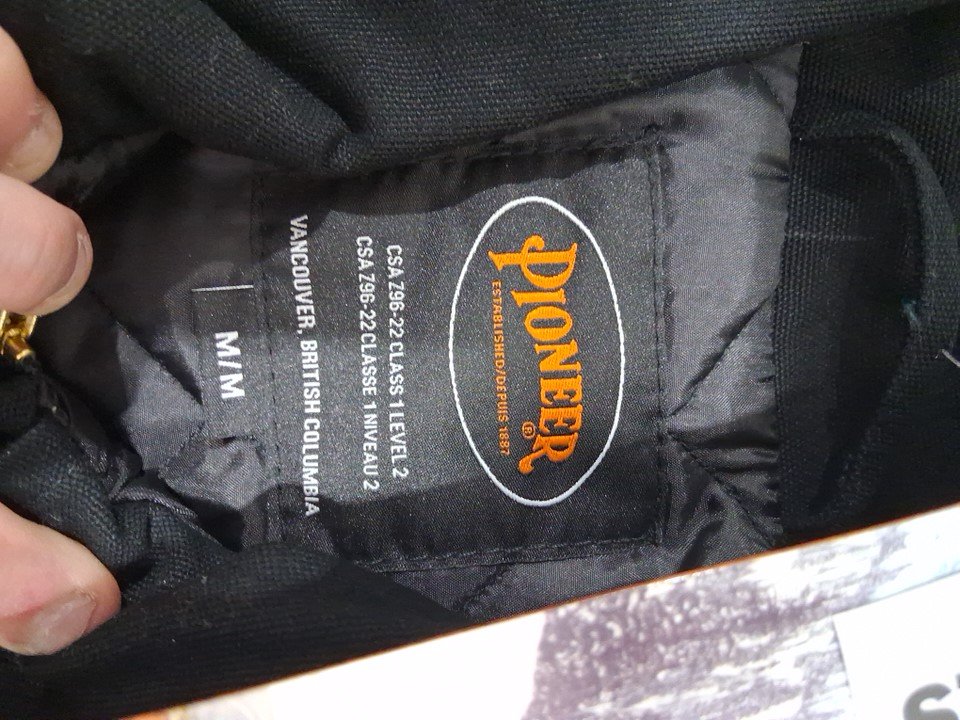 PIONEER®
ESTABLISHED/DEPUIS 1887
CSA Z96-22 CLASS 1 LEVEL 2
CSA Z96-22 CLASSE 1 NIVEAU 2
VANCOUVER, BRITISH COLUMBIA
M/M